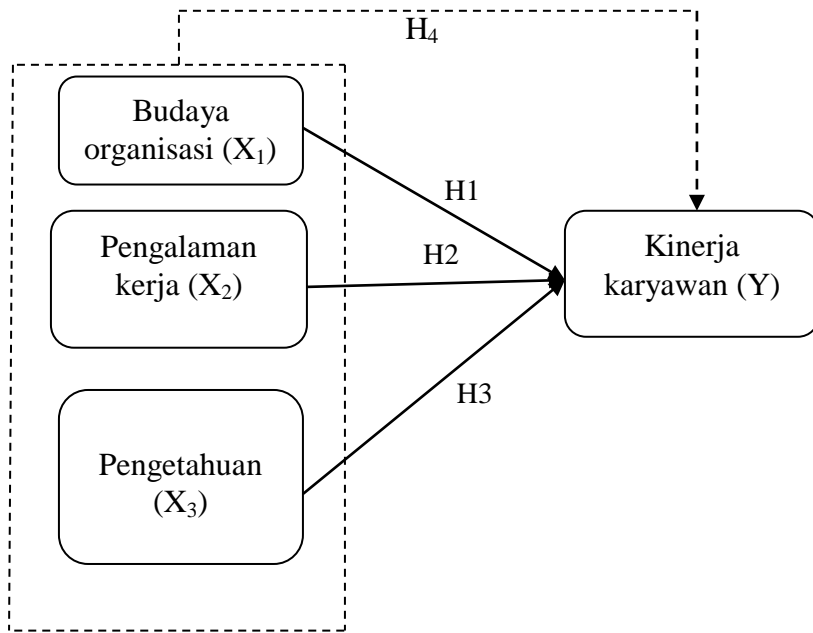 H₄
Budaya
organisasi (X₁)
H1
Pengalaman
kerja (X₂)
H2
Kinerja
karyawan (Y)
H3
Pengetahuan
(X₃)